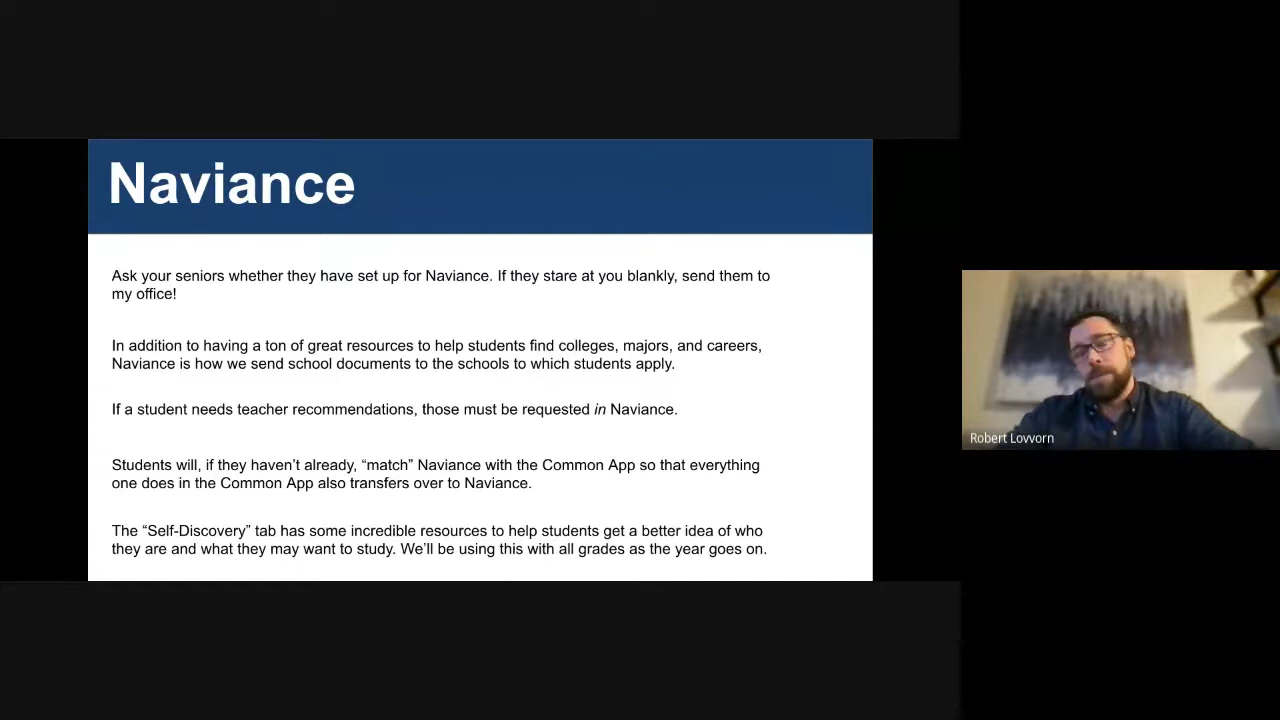 Naviance
Ask your seniors whether they have set up for Naviance. If they stare at you blankly, send them to
my office!
In addition to having a ton of great resources to help students find colleges, majors, and careers,
Naviance is how we send school documents to the schools to which students apply.
If a student needs teacher recommendations, those must be requested in Naviance.
Students will, if they haven’t already, “match” Naviance with the Common App so that everything
one does in the Common App also transfers over to Naviance.
The “Self-Discovery” tab has some incredible resources to help students get a better idea of who
they are and what they may want to study. We’ll be using this with all grades as the year goes on.
Robert Lovvorn